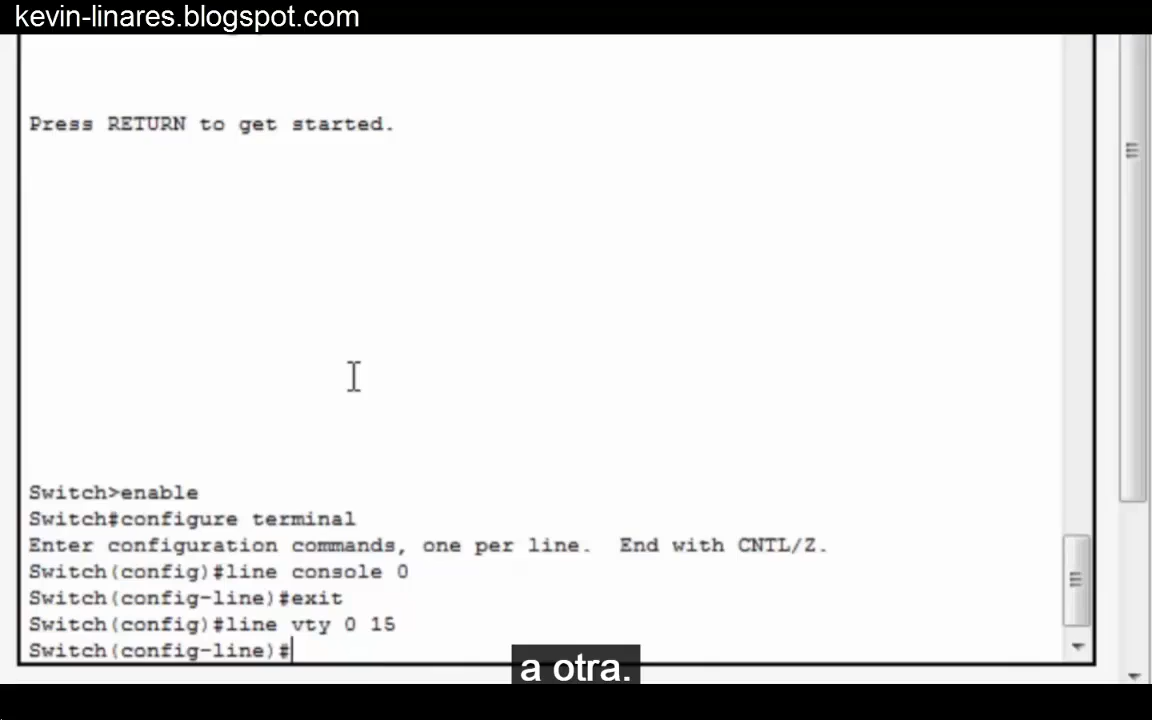 kevin-linares.blogspot.com
Press RETURN to get started.
Switch>enable
Switch#configure terminal
Enter configuration commands, one per line.  End with CNTL/Z.
Switch(config)#line console 0
Switch(config-line)#exit
Switch(config)#line vty 0 15
Switch(config-line)#
a otra.